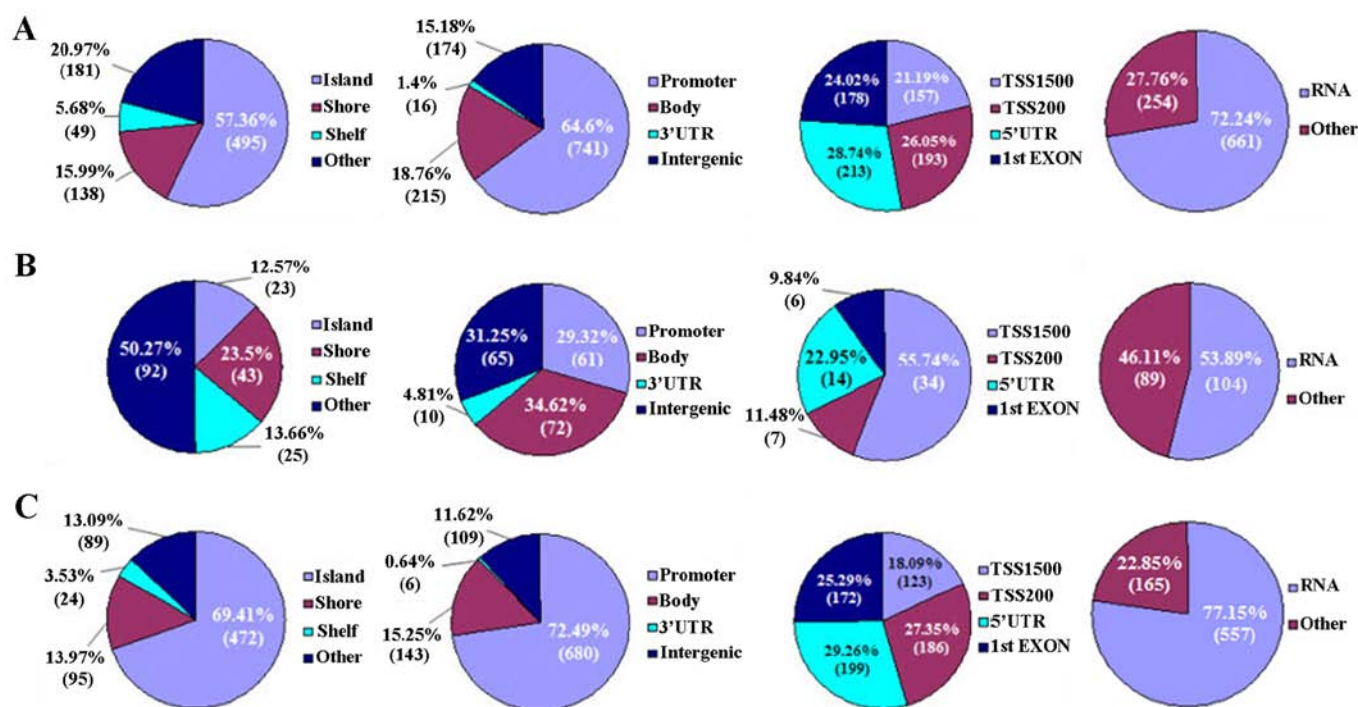 A
20.97%
(181)
5.68%
(49)
15.99%
(138)
57.36%
(495)
Island
Shore
Shelf
Other
15.18%
(174)
1.4%
(16)
18.76%
(215)
64.6%
(741)
Promoter
Body
3'UTR
Intergenic
24.02%
(178)
21.19%
(157)
28.74%
(213)
26.05%
(193)
TSS1500
TSS200
5'UTR
1st EXON
27.76%
(254)
72.24%
(661)
RNA
Other
B
12.57%
(23)
50.27%
(92)
23.5%
(43)
13.66%
(25)
Island
Shore
Shelf
Other
31.25%
(65)
29.32%
(61)
4.81%
(10)
34.62%
(72)
Promoter
Body
3'UTR
Intergenic
9.84%
(6)
22.95%
(14)
55.74%
(34)
11.48%
(7)
TSS1500
TSS200
5'UTR
1st EXON
46.11%
(89)
53.89%
(104)
RNA
Other
C
13.09%
(89)
3.53%
(24)
13.97%
(95)
69.41%
(472)
Island
Shore
Shelf
Other
11.62%
(109)
0.64%
(6)
15.25%
(143)
72.49%
(680)
Promoter
Body
3'UTR
Intergenic
25.29%
(172)
18.09%
(123)
29.26%
(199)
27.35%
(186)
TSS1500
TSS200
5'UTR
1st EXON
22.85%
(165)
77.15%
(557)
RNA
Other